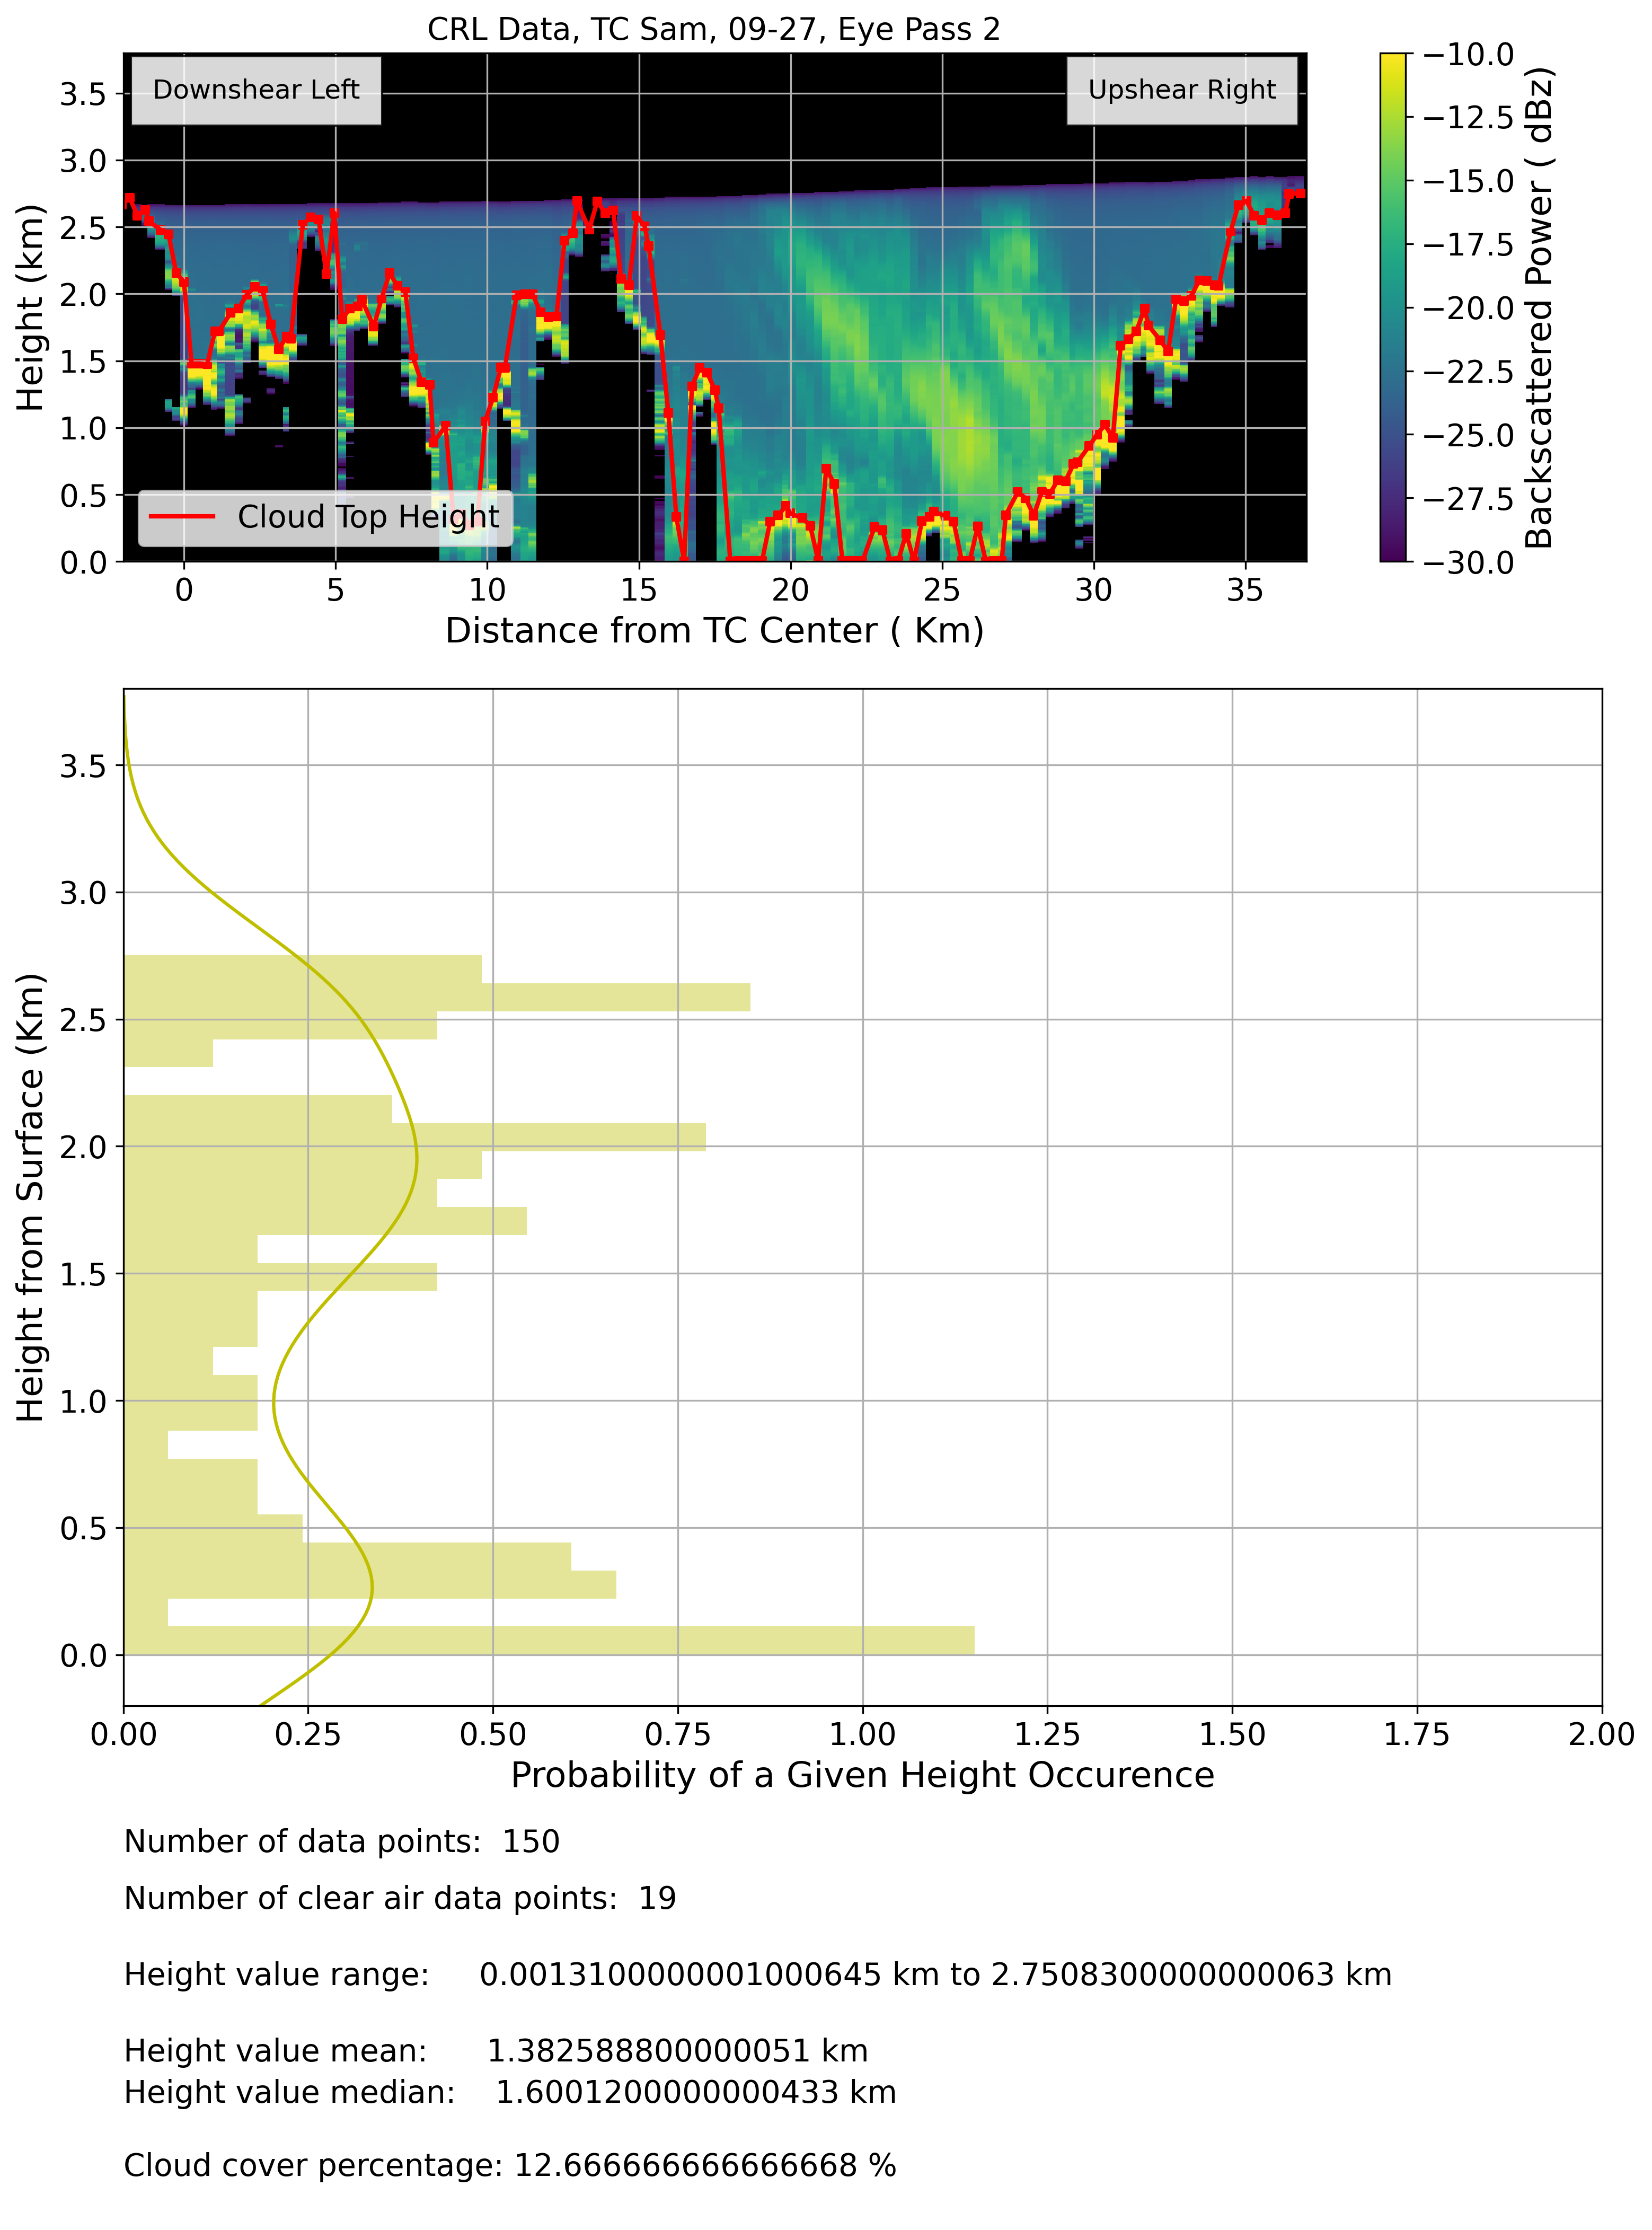 CRL Data, TC Sam, 09-27, Eye Pass 2
Downshear Left
Upshear Right
Cloud Top Height
Height (km)
3.5
3.0
2.5
2.0
1.5
1.0
0.5
0.0
0 5 10 15 20 25 30 35
Distance from TC Center ( Km)
−10.0
−12.5
−15.0
−17.5
−20.0
−22.5
−25.0
−27.5
−30.0
Backscattered Power ( dBz)
Height from Surface (Km)
3.5
3.0
2.5
2.0
1.5
1.0
0.5
0.0
0.00 0.25 0.50 0.75 1.00 1.25 1.50 1.75 2.00
Probability of a Given Height Occurence
Number of data points: 150
Number of clear air data points: 19
Height value range: 0.0013100000001000645 km to 2.7508300000000063 km
Height value mean: 1.382588800000051 km
Height value median: 1.6001200000000433 km
Cloud cover percentage: 12.666666666666668 %